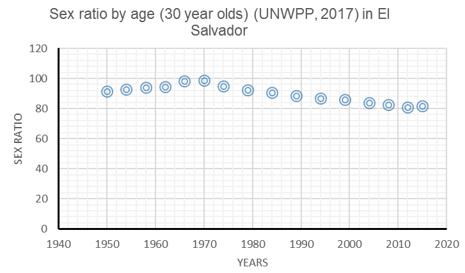 Sex ratio by age (30 year olds) (UNWPP, 2017) in El
Salvador
120
100
80
60
40
20
0
SEX RATIO
1940 1950 1960 1970 1980 1990 2000 2010 2020
YEARS